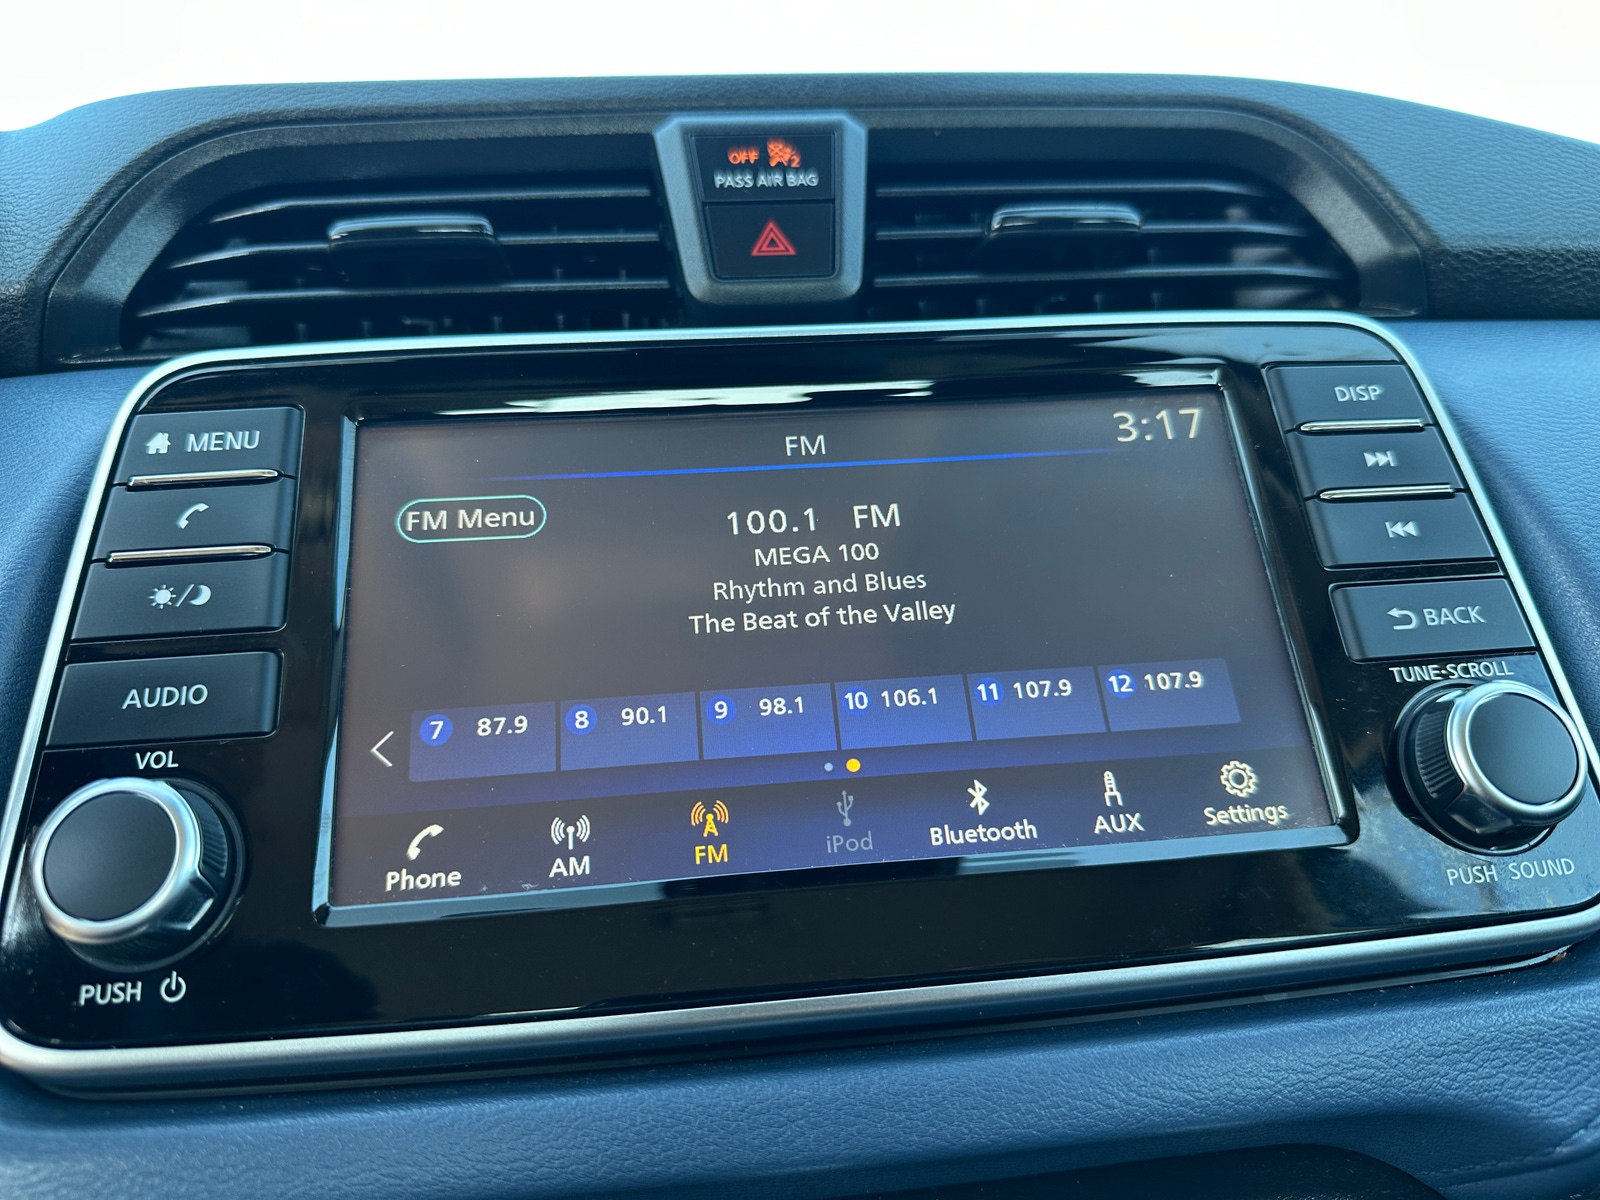 OFF 2
PASS AIR BAG
MENU
DISP
FM
3:17
FM Menu
100.1 FM
MEGA 100
Rhythm and Blues
The Beat of the Valley
BACK
AUDIO
TUNE·SCROLL
VOL
7 87.9 8 90.1 9 98.1 10 106.1 11 107.9 12 107.9
Phone AM FM iPod Bluetooth AUX Settings
PUSH SOUND
PUSH